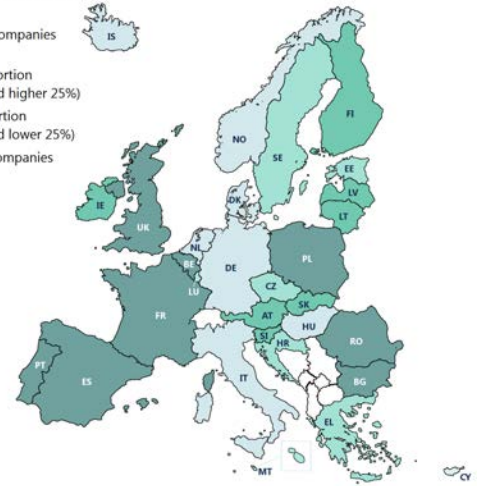 ompanies
IS
ortion
d higher 25%)
rtion
d lower 25%)
ompanies
FI
NO
SE
EE
LV
DK
LT
IE
UK
NL
BE
DE
PL
LU
CZ
SK
FR
AT
HU
SI
HR
RO
PT
ES
IT
BG
EL
MT
CY